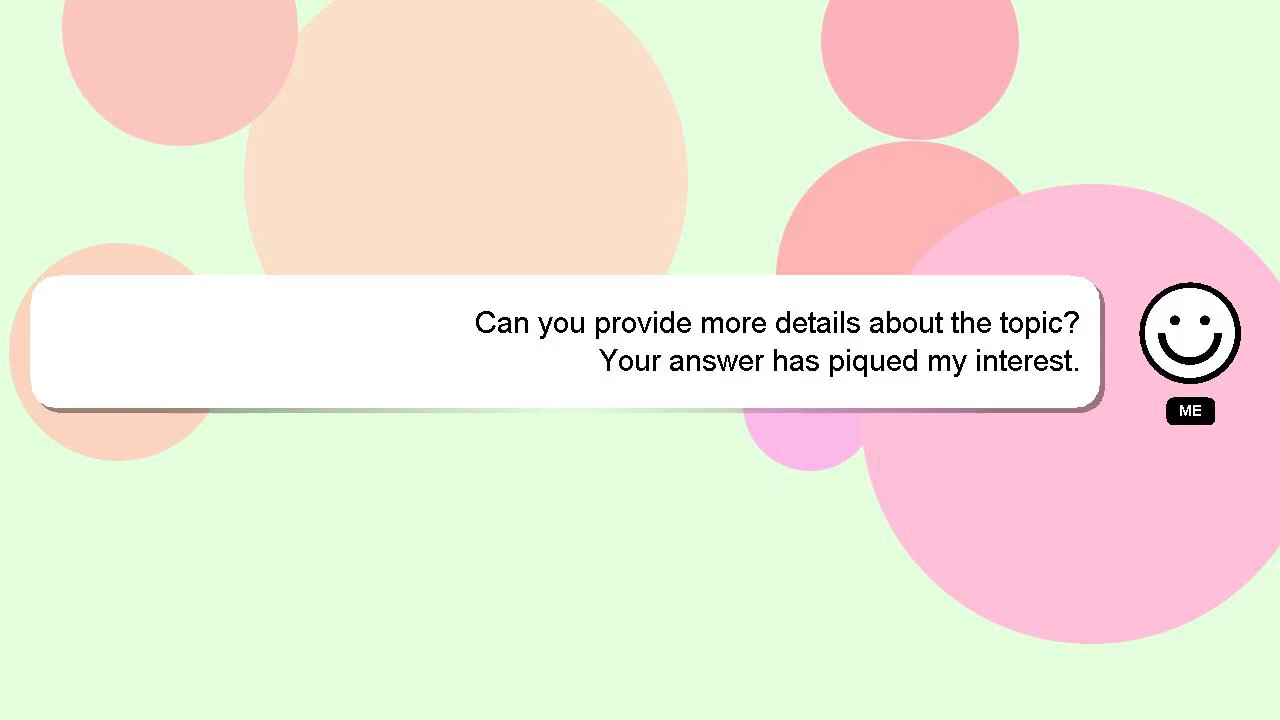 Can you provide more details about the topic?
Your answer has piqued my interest.
ME